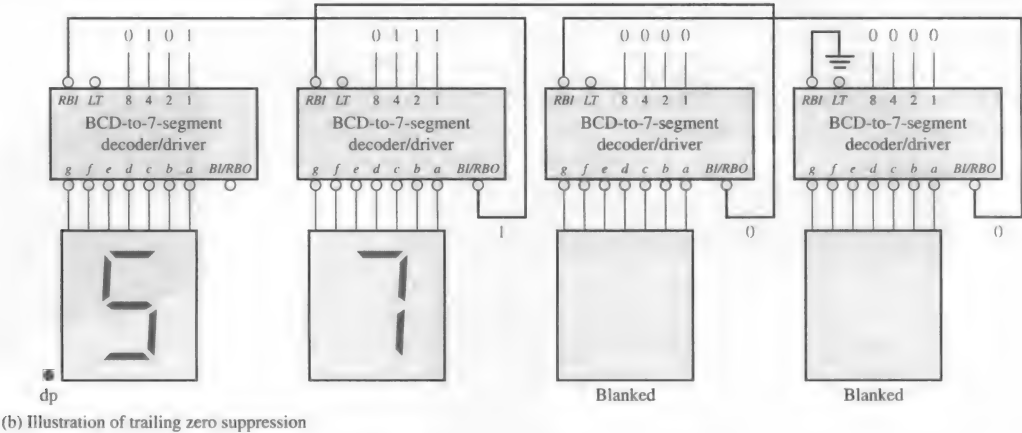 0 1 0 1 0 1 1 1 0 0 0 0 0 0 0 0
RBI LT 8 4 2 1 RBI LT 8 4 2 1 RBI LT 8 4 2 1 RBI LT 8 4 2 1
BCD-to-7-segment BCD-to-7-segment BCD-to-7-segment BCD-to-7-segment
decoder/driver decoder/driver decoder/driver decoder/driver
g f e d c b a BI/RBO g f e d c b a BI/RBO g f e d c b a BI/RBO g f e d c b a BI/RBO
1 0 0
5 7
dp Blanked Blanked
(b) Illustration of trailing zero suppression